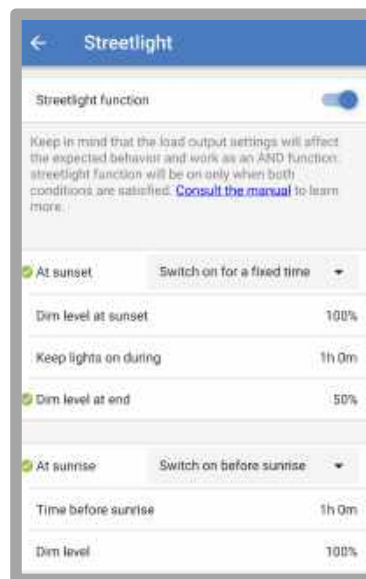 Streetlight
Streetlight function
Keep in mind that the load output settings will affect
the expected behavior and work as an AND function:
streetlight function will be on only when both
conditions are satisfied. Consult the manual to learn
more.
At sunset Switch on for a fixed time
Dim level at sunset 100%
Keep lights on during 1h 0m
Dim level at end 50%
At sunrise Switch on before sunrise
Time before sunrise 1h 0m
Dim level 100%